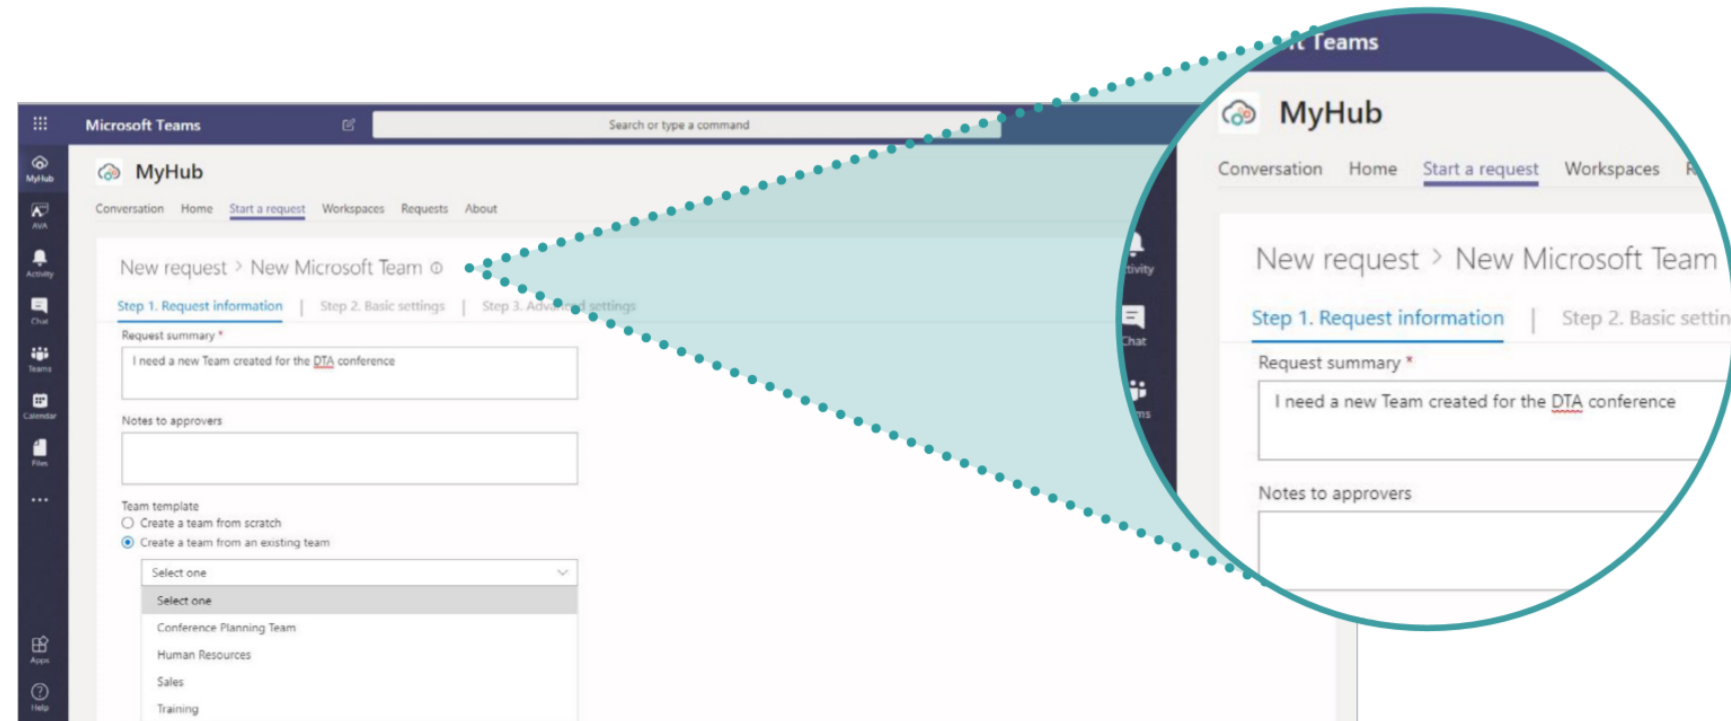 Microsoft Teams
Search or type a command
MyHub
AVA
Activity
Chat
Teams
Calendar
Files
Apps
Help
MyHub
Conversation Home Start a request Workspaces Requests About
New request > New Microsoft Team
Step 1. Request information | Step 2. Basic settings | Step 3. Advanced settings
Request summary *
I need a new Team created for the DTA conference
Notes to approvers
Team template
Create a team from scratch
Create a team from an existing team
Select one
Select one
Conference Planning Team
Human Resources
Sales
Training
Teams
MyHub
Conversation Home Start a request Workspaces
tivity
Chat
ms
New request > New Microsoft Team
Step 1. Request information | Step 2. Basic settin
Request summary *
I need a new Team created for the DTA conference
Notes to approvers